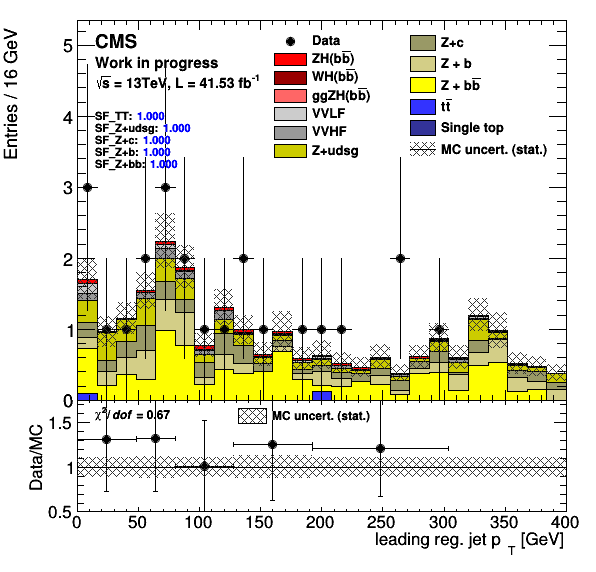 CMS
Work in progress
√s = 13TeV, L = 41.53 fb⁻¹
SF_TT: 1.000
SF_Z+udsg: 1.000
SF_Z+c: 1.000
SF_Z+b: 1.000
SF_Z+bb: 1.000
Data
ZH(bb̅)
WH(bb̅)
ggZH(bb̅)
VVLF
VVHF
Z+udsg
Z+c
Z + b
Z + bb̅
tt̅
Single top
MC uncert. (stat.)
Entries / 16 GeV
5
4
3
2
1
0
χ²/dof = 0.67
MC uncert. (stat.)
Data/MC
1.5
1
0.5
0 50 100 150 200 250 300 350 400
leading reg. jet p_T [GeV]